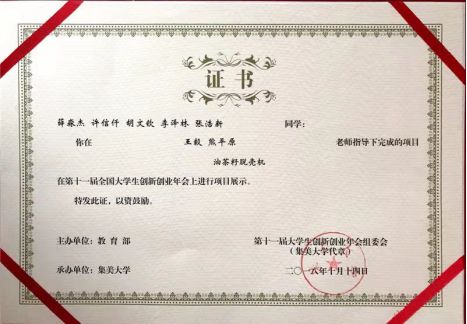 证书
薛淼杰 许信仟 胡文钦 李泽林 张浩新 同学:
你在 王毅 熊平原 老师指导下完成的项目
油茶籽脱壳机
在第十一届全国大学生创新创业年会上进行项目展示。
特发此证，以资鼓励。
主办单位：教育部 第十一届大学生创新创业年会组委会
（集美大学代章）
承办单位：集美大学 二〇一八年十月十四日